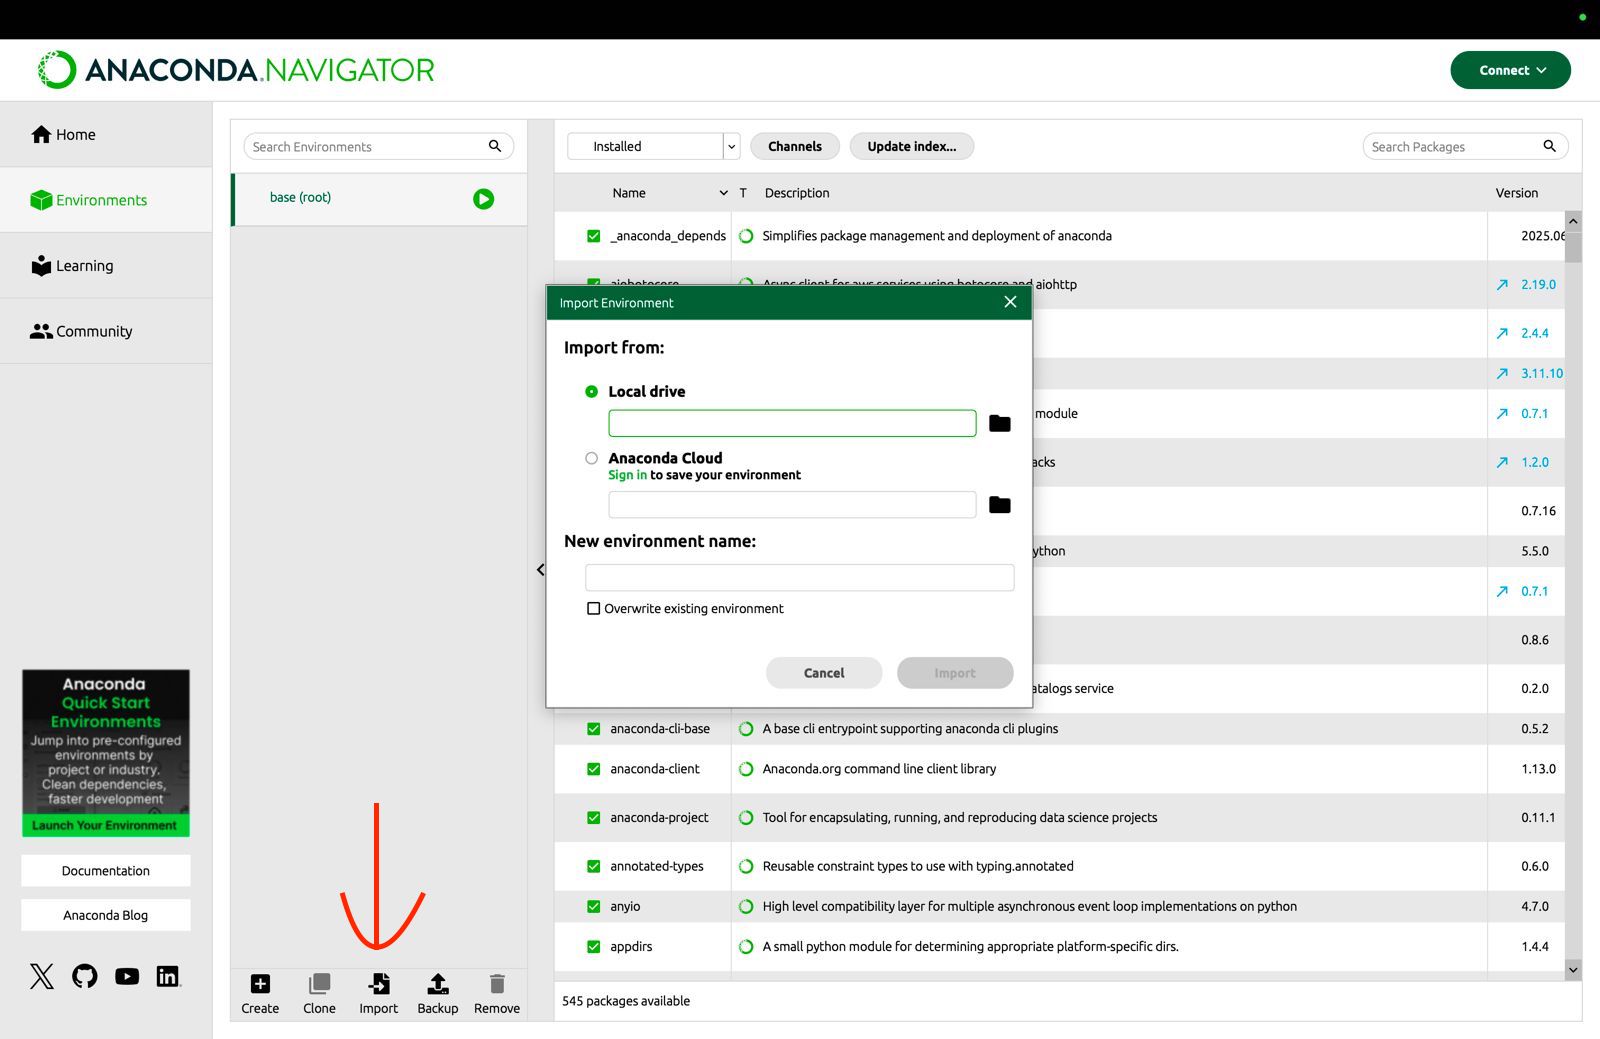 ANACONDA.NAVIGATOR
Connect
Home
Environments
Learning
Community
Anaconda
Quick Start
Environments
Jump into pre-configured
environments by
project or industry.
Clean dependencies,
faster development
Launch Your Environment
Documentation
Anaconda Blog
Search Environments
base (root)
Create Clone Import Backup Remove
Installed Channels Update index... Search Packages
Name T Description Version
_anaconda_depends Simplifies package management and deployment of anaconda 2025.06
aiobotocore Async client for aws services using botocore and aiohttp 2.19.0
2.4.4
3.11.10
module 0.7.1
acks 1.2.0
0.7.16
ython 5.5.0
0.7.1
0.8.6
atalogs service 0.2.0
anaconda-cli-base A base cli entrypoint supporting anaconda cli plugins 0.5.2
anaconda-client Anaconda.org command line client library 1.13.0
anaconda-project Tool for encapsulating, running, and reproducing data science projects 0.11.1
annotated-types Reusable constraint types to use with typing.annotated 0.6.0
anyio High level compatibility layer for multiple asynchronous event loop implementations on python 4.7.0
appdirs A small python module for determining appropriate platform-specific dirs. 1.4.4
545 packages available
Import Environment
Import from:
Local drive
Anaconda Cloud
Sign in to save your environment
New environment name:
Overwrite existing environment
Cancel Import